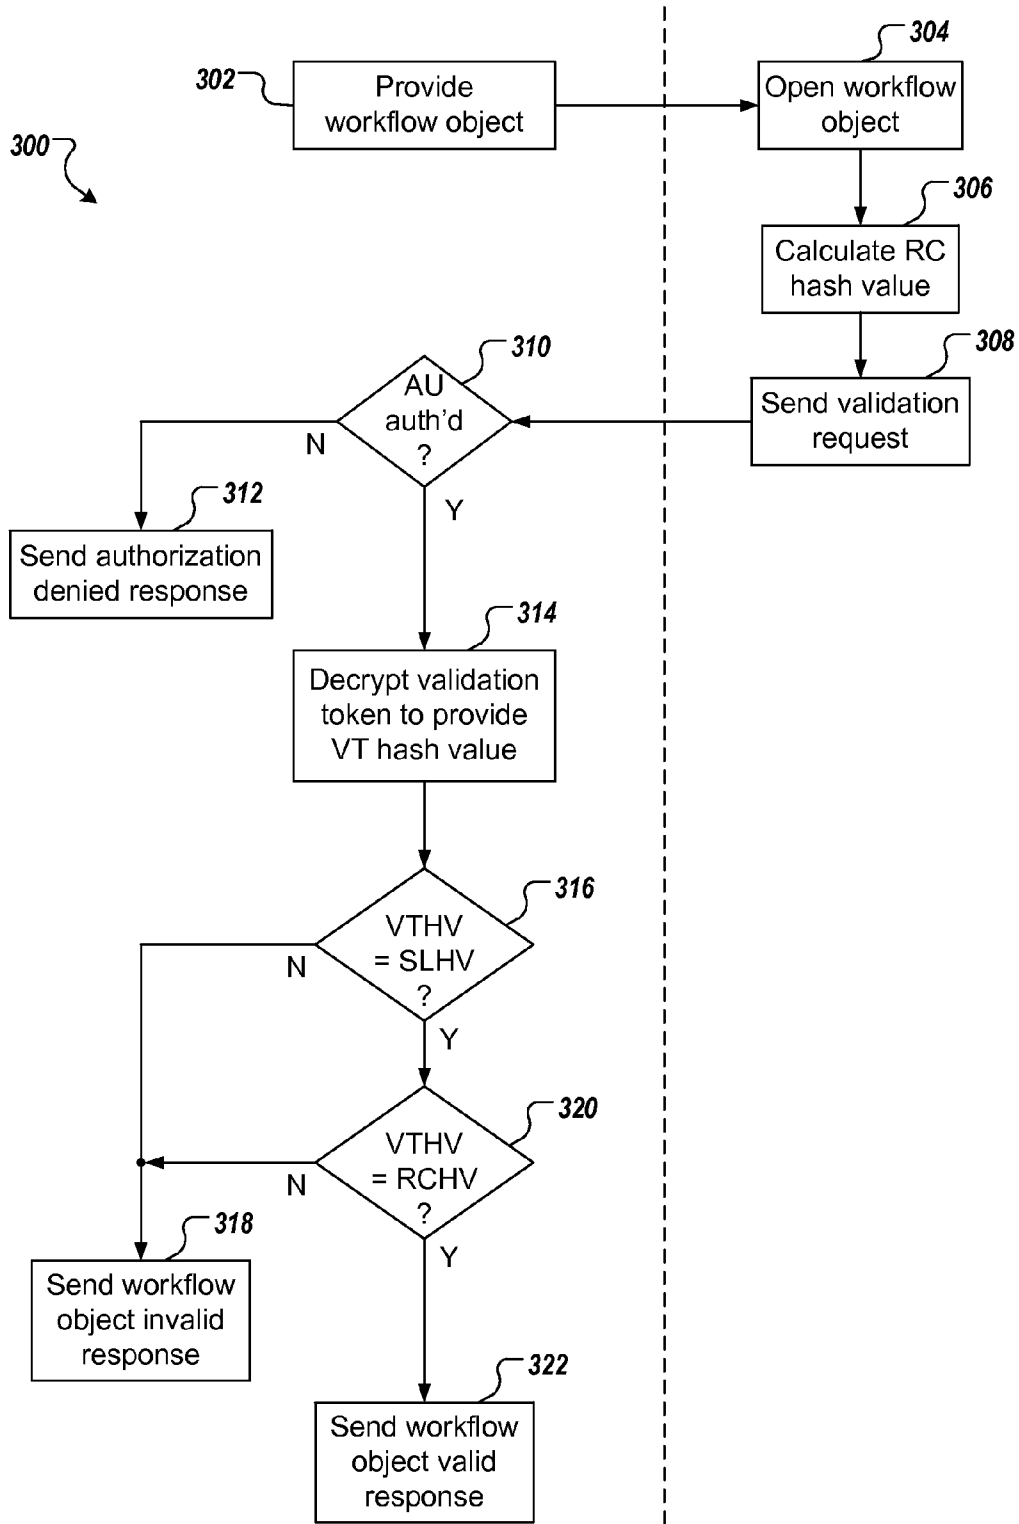 304
302
Provide
workflow object
Open workflow
object
300
306
Calculate RC
hash value
308
310
AU
auth'd
?
N
Y
Send validation
request
312
Send authorization
denied response
314
Decrypt validation
token to provide
VT hash value
316
VTHV
= SLHV
?
N
Y
320
VTHV
= RCHV
?
N
Y
318
Send workflow
object invalid
response
322
Send workflow
object valid
response